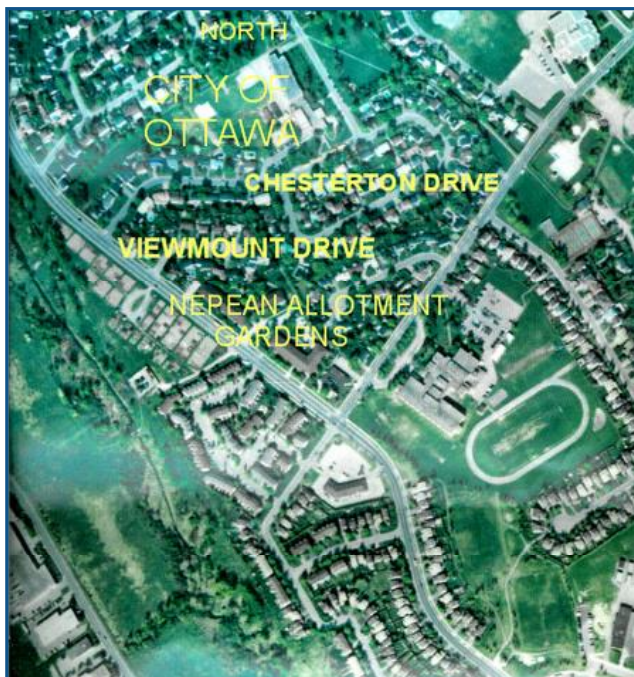 NORTH
CITY OF
OTTAWA
CHESTERTON DRIVE
VIEWMOUNT DRIVE
NEPEAN ALLOTMENT
GARDENS